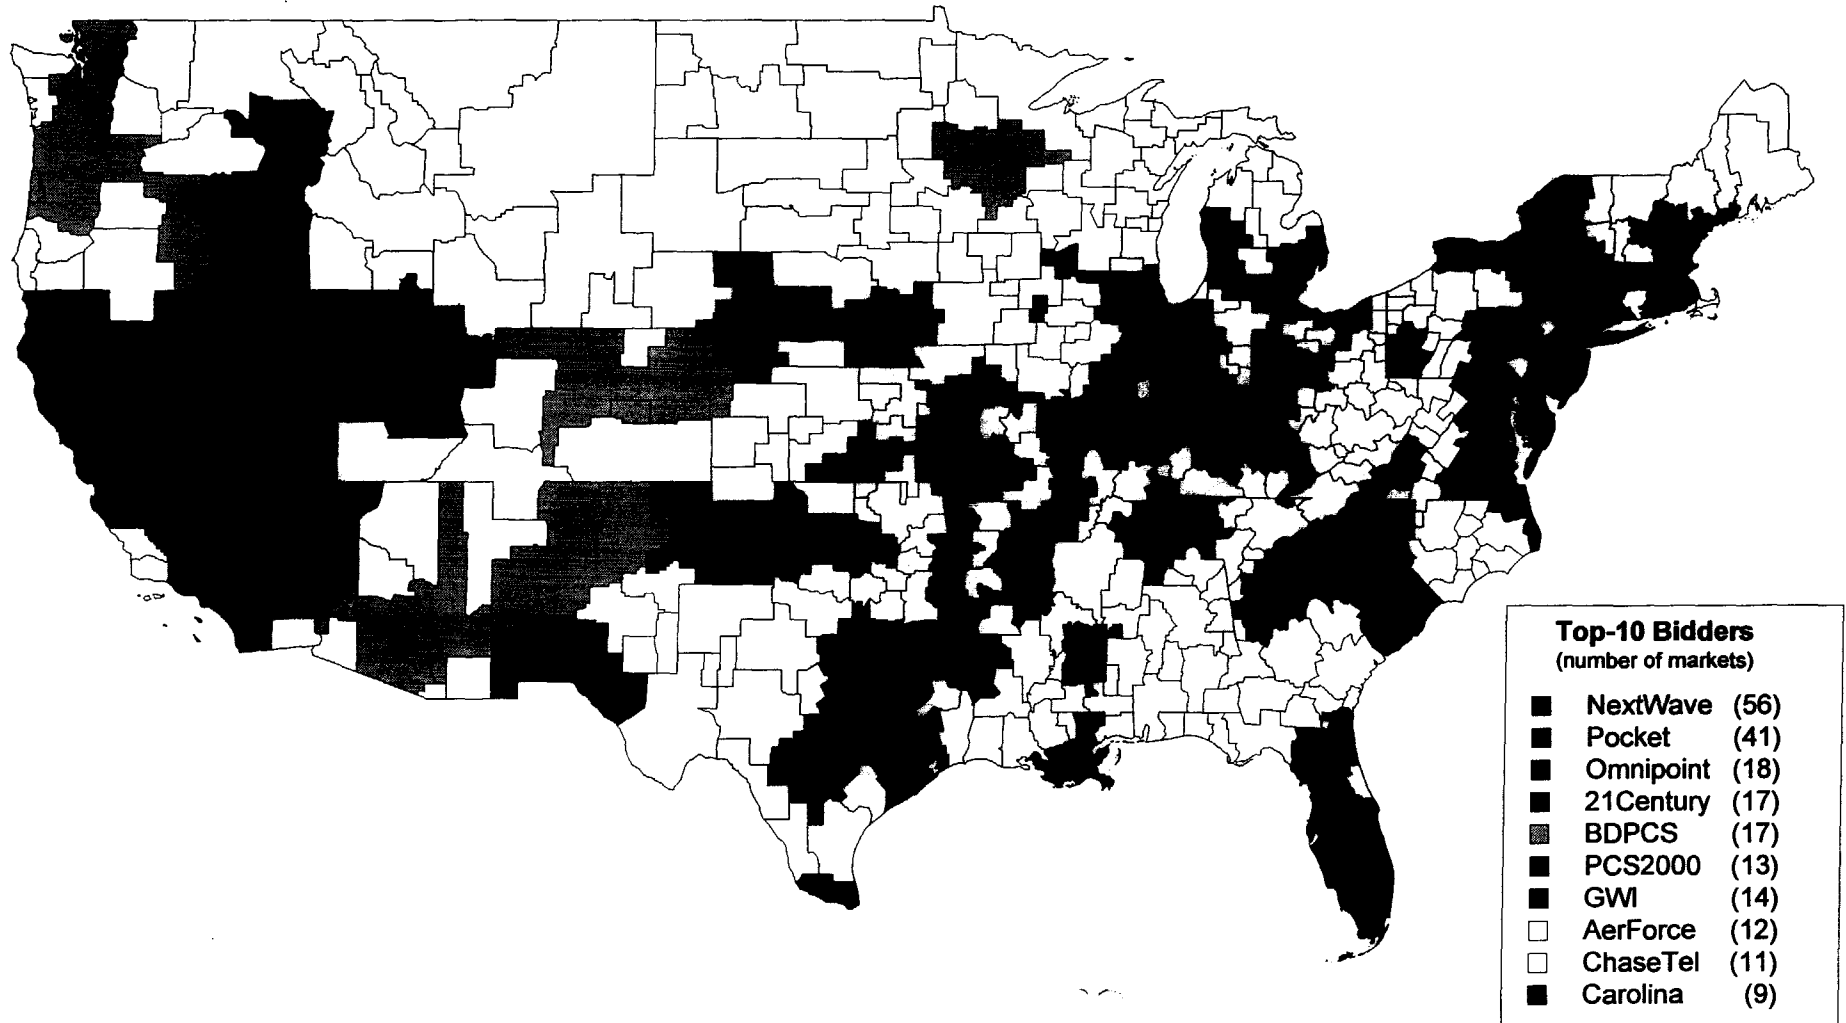 Top-10 Bidders
(number of markets)
NextWave (56)
Pocket (41)
Omnipoint (18)
21Century (17)
BDPCS (17)
PCS2000 (13)
GWI (14)
AerForce (12)
ChaseTel (11)
Carolina (9)